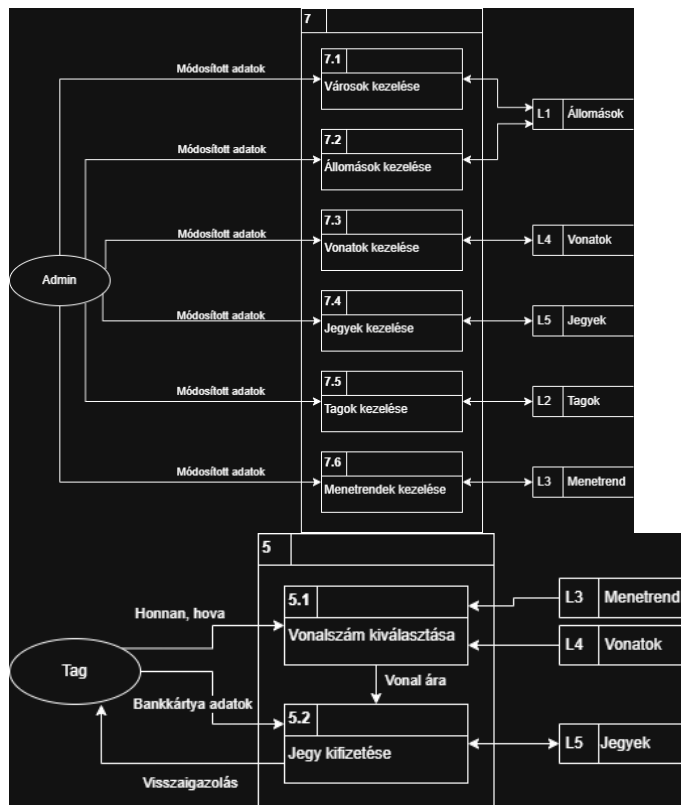 7
7.1
Módosított adatok
Városok kezelése
L1 Állomások
7.2
Módosított adatok
Állomások kezelése
7.3
Módosított adatok
Vonatok kezelése
L4 Vonatok
Admin
7.4
Módosított adatok
Jegyek kezelése
L5 Jegyek
7.5
Módosított adatok
Tagok kezelése
L2 Tagok
7.6
Módosított adatok
Menetrendek kezelése
L3 Menetrend
5
5.1
L3 Menetrend
Honnan, hova
Vonalszám kiválasztása
L4 Vonatok
Tag
Vonal ára
Bankkártya adatok
5.2
Jegy kifizetése
L5 Jegyek
Visszaigazolás